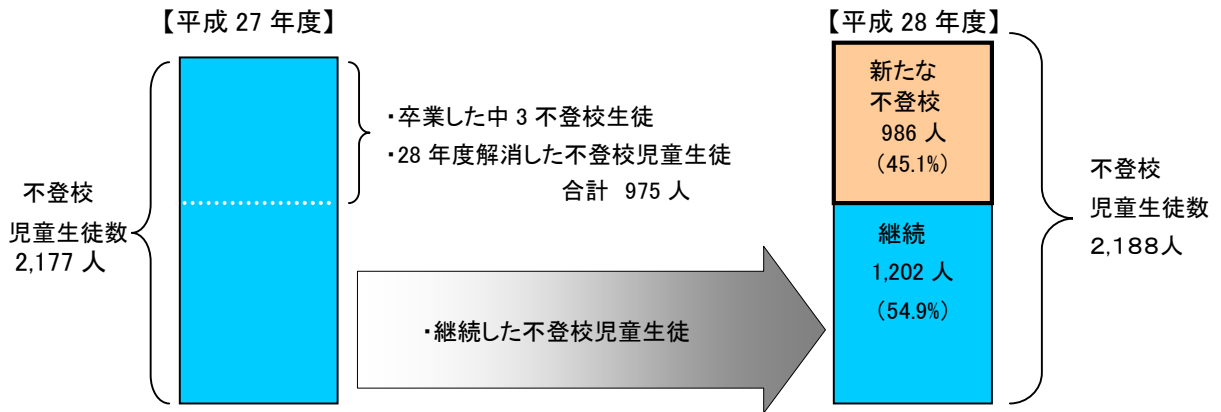 【平成 27 年度】
不登校
児童生徒数
2,177 人
・卒業した中 3 不登校生徒
・28 年度解消した不登校児童生徒
合計 975 人
・継続した不登校児童生徒
【平成 28 年度】
新たな
不登校
986 人
(45.1%)
継続
1,202 人
(54.9%)
不登校
児童生徒数
2,188人